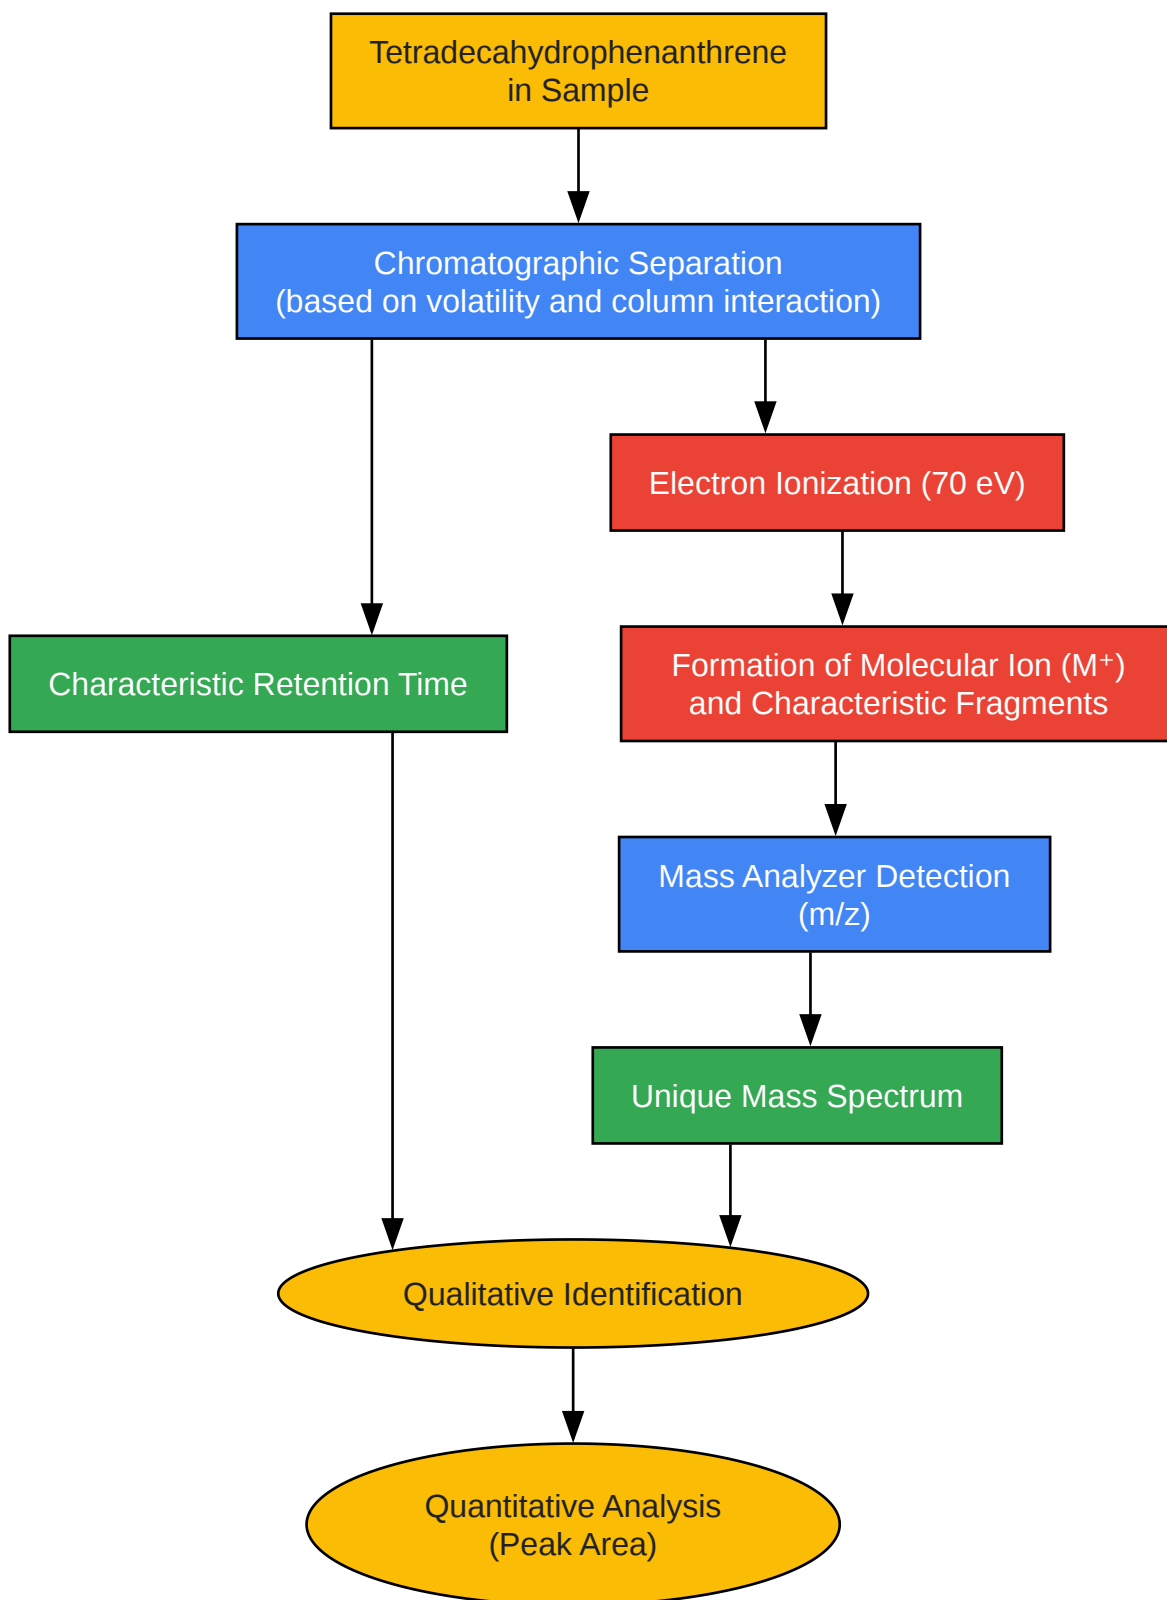 Tetradecahydrophenanthrene
in Sample
Chromatographic Separation
(based on volatility and column interaction)
Electron Ionization (70 eV)
Characteristic Retention Time
Formation of Molecular Ion (M⁺)
and Characteristic Fragments
Mass Analyzer Detection
(m/z)
Unique Mass Spectrum
Qualitative Identification
Quantitative Analysis
(Peak Area)